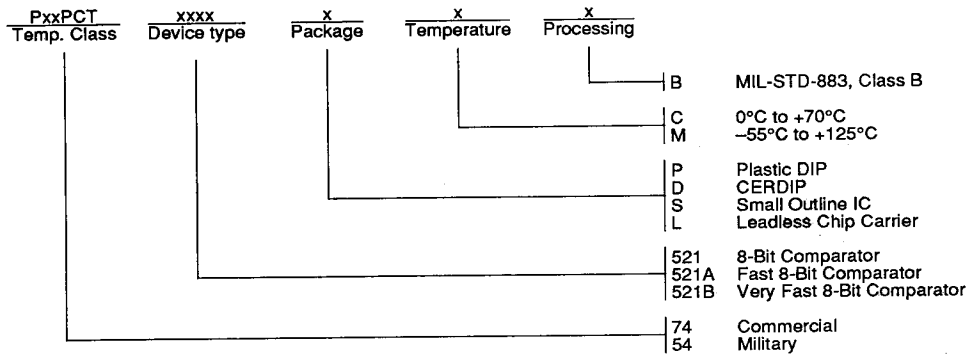 PxxPCT xxxx x x x
Temp. Class Device type Package Temperature Processing
B MIL-STD-883, Class B
C 0°C to +70°C
M –55°C to +125°C
P Plastic DIP
D CERDIP
S Small Outline IC
L Leadless Chip Carrier
521 8-Bit Comparator
521A Fast 8-Bit Comparator
521B Very Fast 8-Bit Comparator
74 Commercial
54 Military